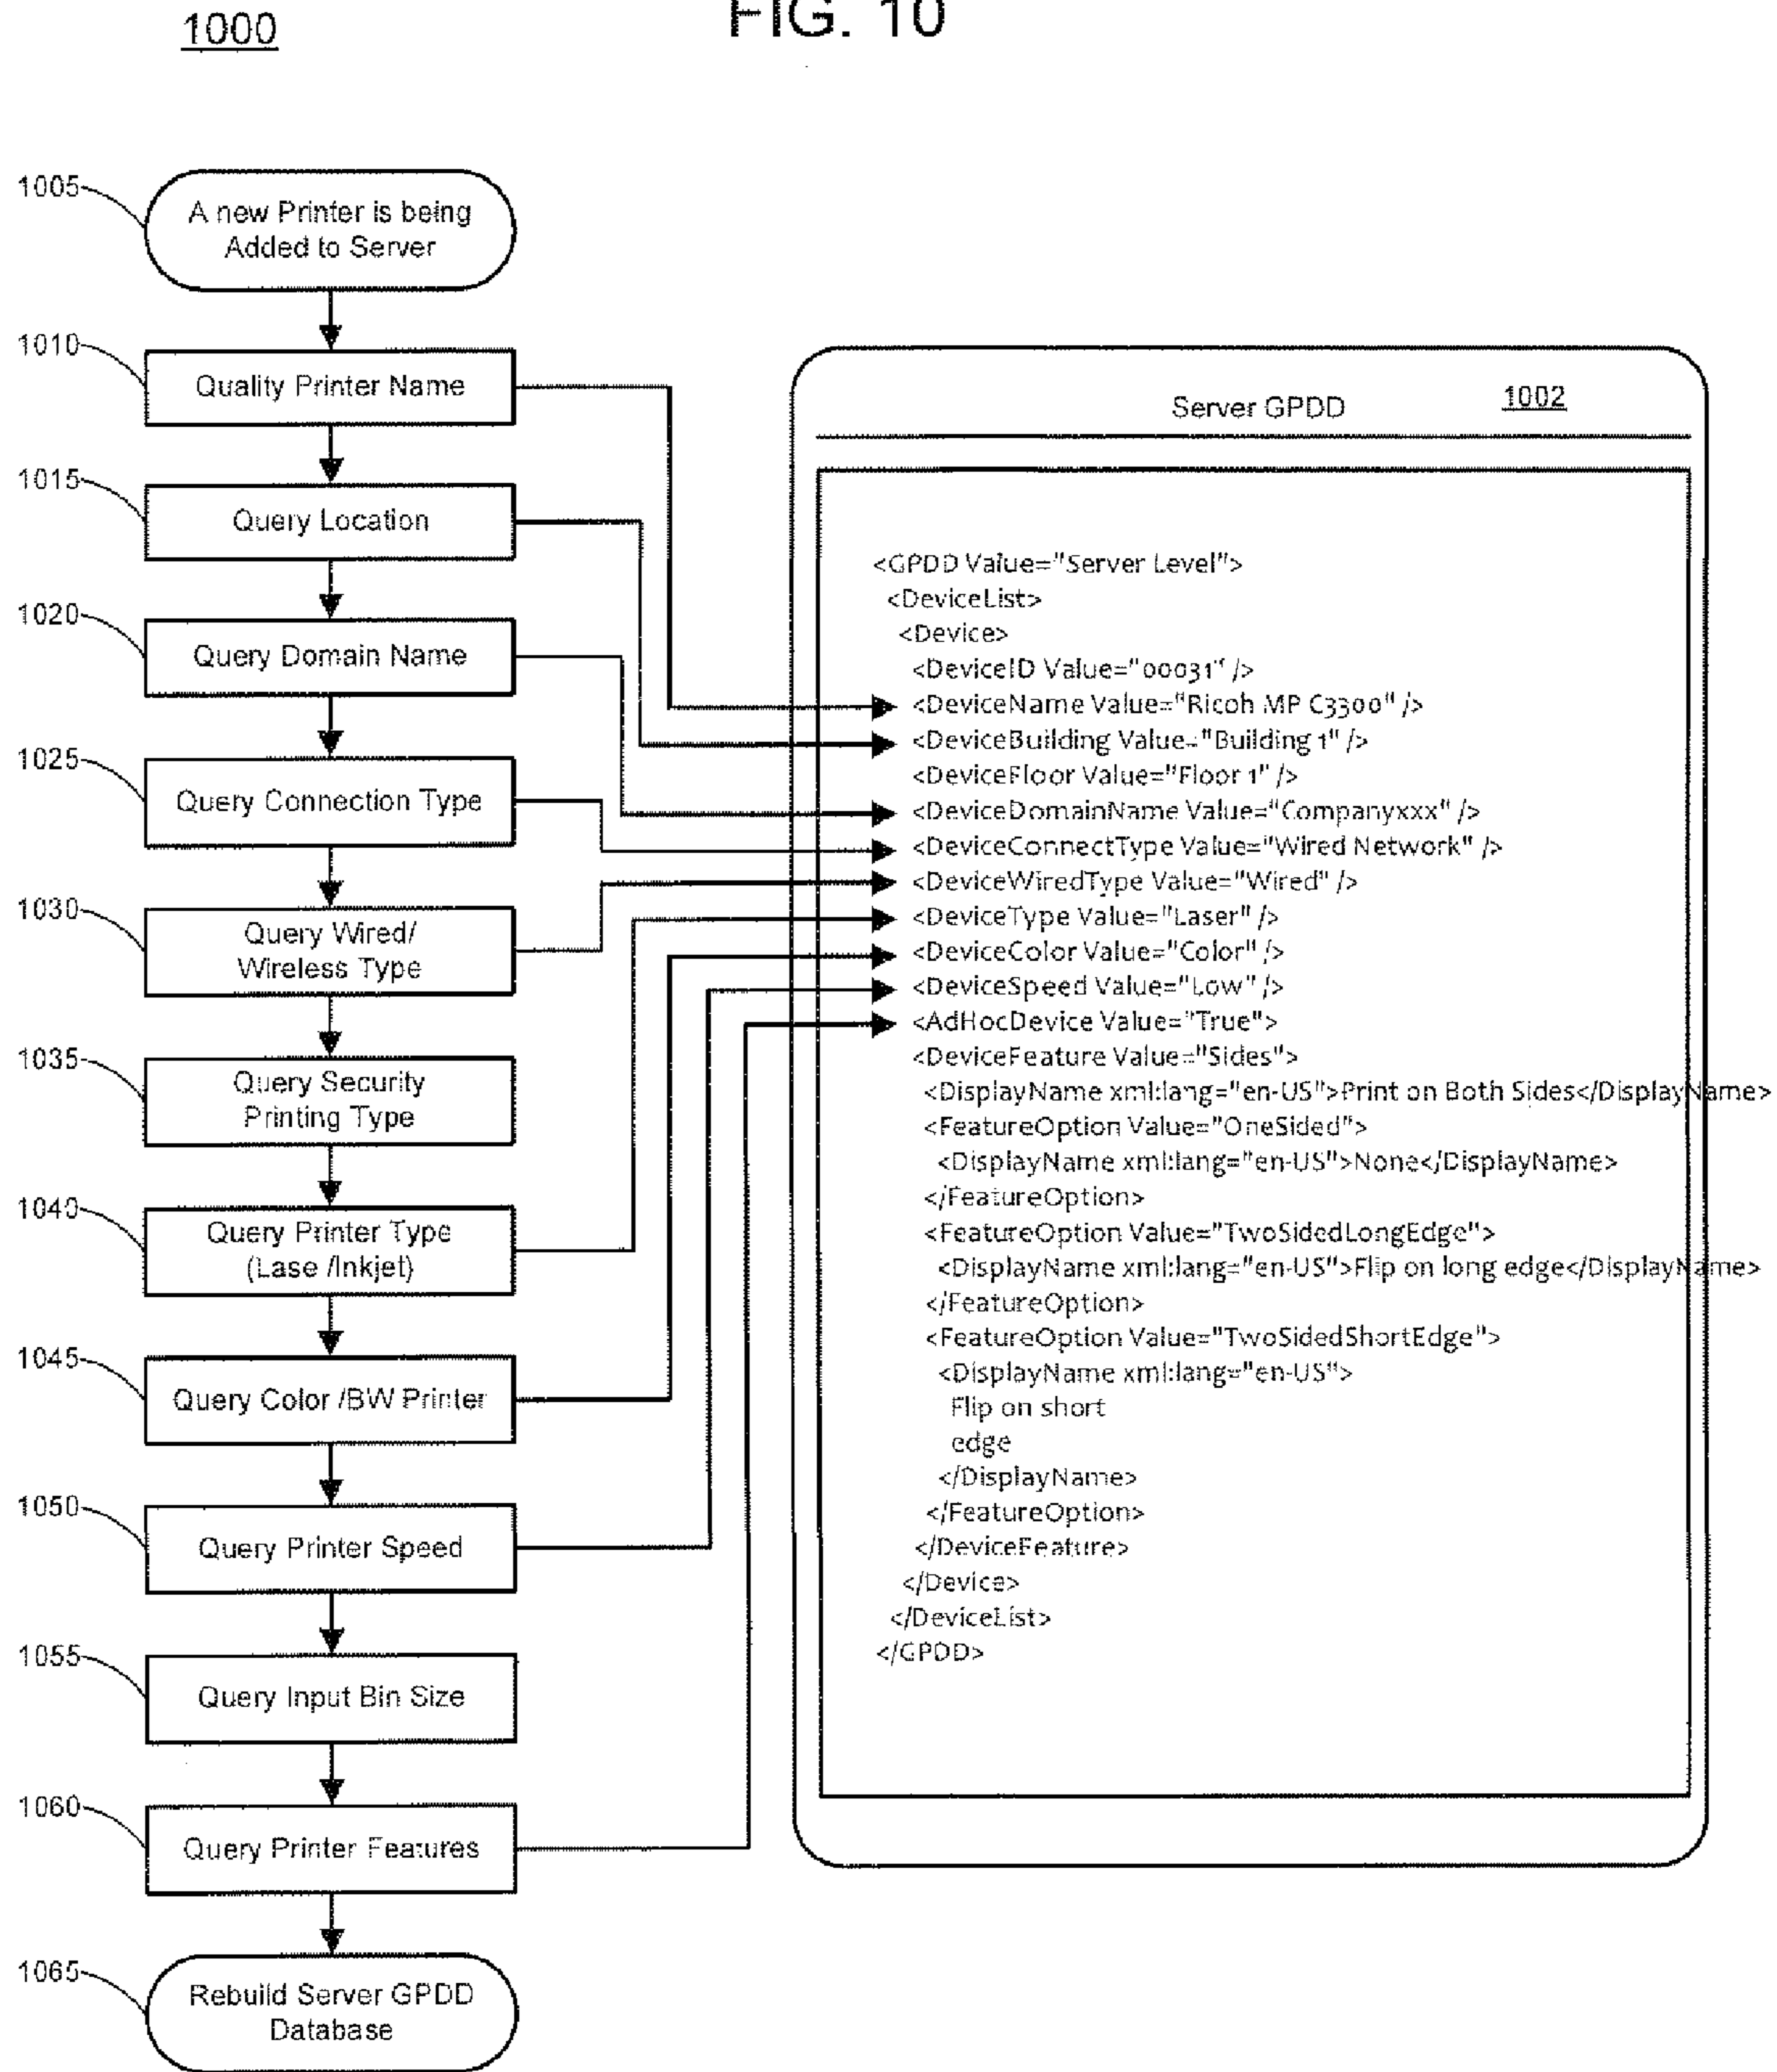 1000
FIG. 10
1005
A new Printer is being
Added to Server
1010
Quality Printer Name
1015
Query Location
1020
Query Domain Name
1025
Query Connection Type
1030
Query Wired/
Wireless Type
1035
Query Security
Printing Type
1040
Query Printer Type
(Lase /Inkjet)
1045
Query Color /BW Printer
1050
Query Printer Speed
1055
Query Input Bin Size
1060
Query Printer Features
1065
Rebuild Server GPDD
Database
Server GPDD
1002
<GPDD Value="Server Level">
<DeviceList>
<Device>
<DeviceID Value="00031" />
<DeviceName Value="Ricoh MP C3300" />
<DeviceBuilding Value="Building 1" />
<DeviceFloor Value="Floor 1" />
<DeviceDomainName Value="Companyxxx" />
<DeviceConnectType Value="Wired Network" />
<DeviceWiredType Value="Wired" />
<DeviceType Value="Laser" />
<DeviceColor Value="Color" />
<DeviceSpeed Value="Low" />
<AdHocDevice Value="True">
<DeviceFeature Value="Sides">
<DisplayName xml:lang="en-US">Print on Both Sides</DisplayName>
<FeatureOption Value="OneSided">
<DisplayName xml:lang="en-US">None</DisplayName>
</FeatureOption>
<FeatureOption Value="TwoSidedLongEdge">
<DisplayName xml:lang="en-US">Flip on long edge</DisplayName>
</FeatureOption>
<FeatureOption Value="TwoSidedShortEdge">
<DisplayName xml:lang="en-US">
Flip on short
edge
</DisplayName>
</FeatureOption>
</DeviceFeature>
</Device>
</DeviceList>
</GPDD>